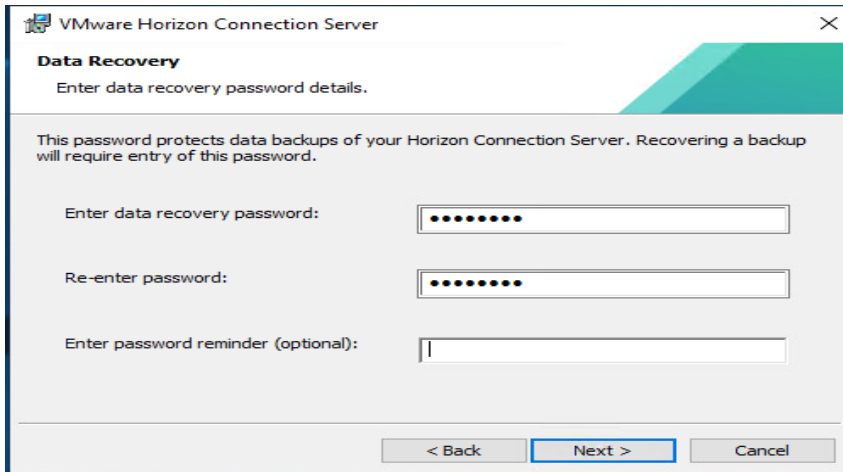 VMware Horizon Connection Server
Data Recovery
Enter data recovery password details.
This password protects data backups of your Horizon Connection Server. Recovering a backup
will require entry of this password.
Enter data recovery password:
Re-enter password:
Enter password reminder (optional):
< Back Next > Cancel